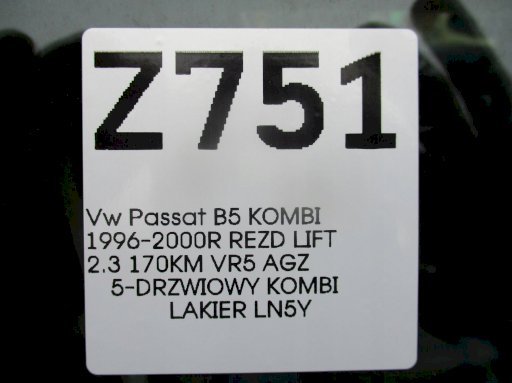 Z751
Vw Passat B5 KOMBI
1996-2000R REZD LIFT
2.3 170KM VR5 AGZ
5-DRZWIOWY KOMBI
LAKIER LN5Y